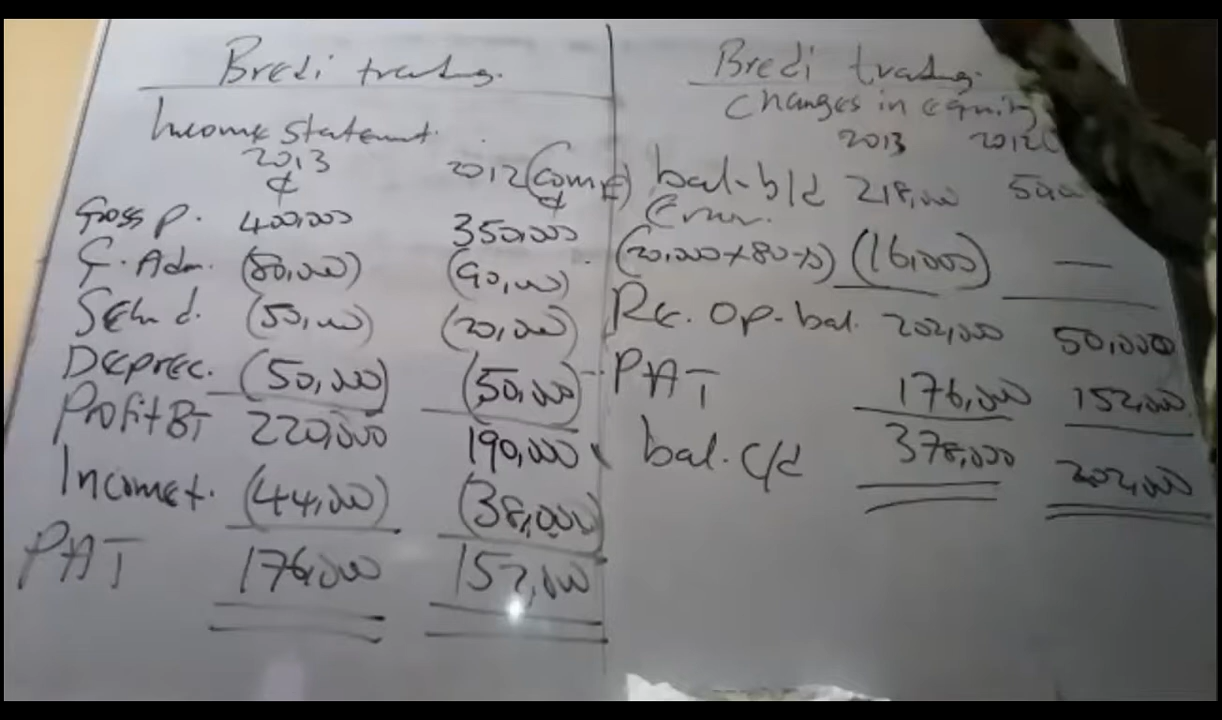 Bredi trading.
Income statement.
2013 2012 (Com
¢ ¢
Gross p. 400,000 350,000
G. Adm. (80,000) (90,000)
(50,000) (20,000)
Deprec. (50,000) (50,000)
Profit BT 220,000 190,000
Income t. (44,000) (38,000)
PAT 176,000 152,000
Bredi trading.
Changes in equity
2013 2012
bal. b/d 218,000 50,0
(20,000 x 80%) (16,000) —
Re. Op. bal. 202,000 50,000
PAT 176,000 152,000
bal. c/d 378,000 202,000